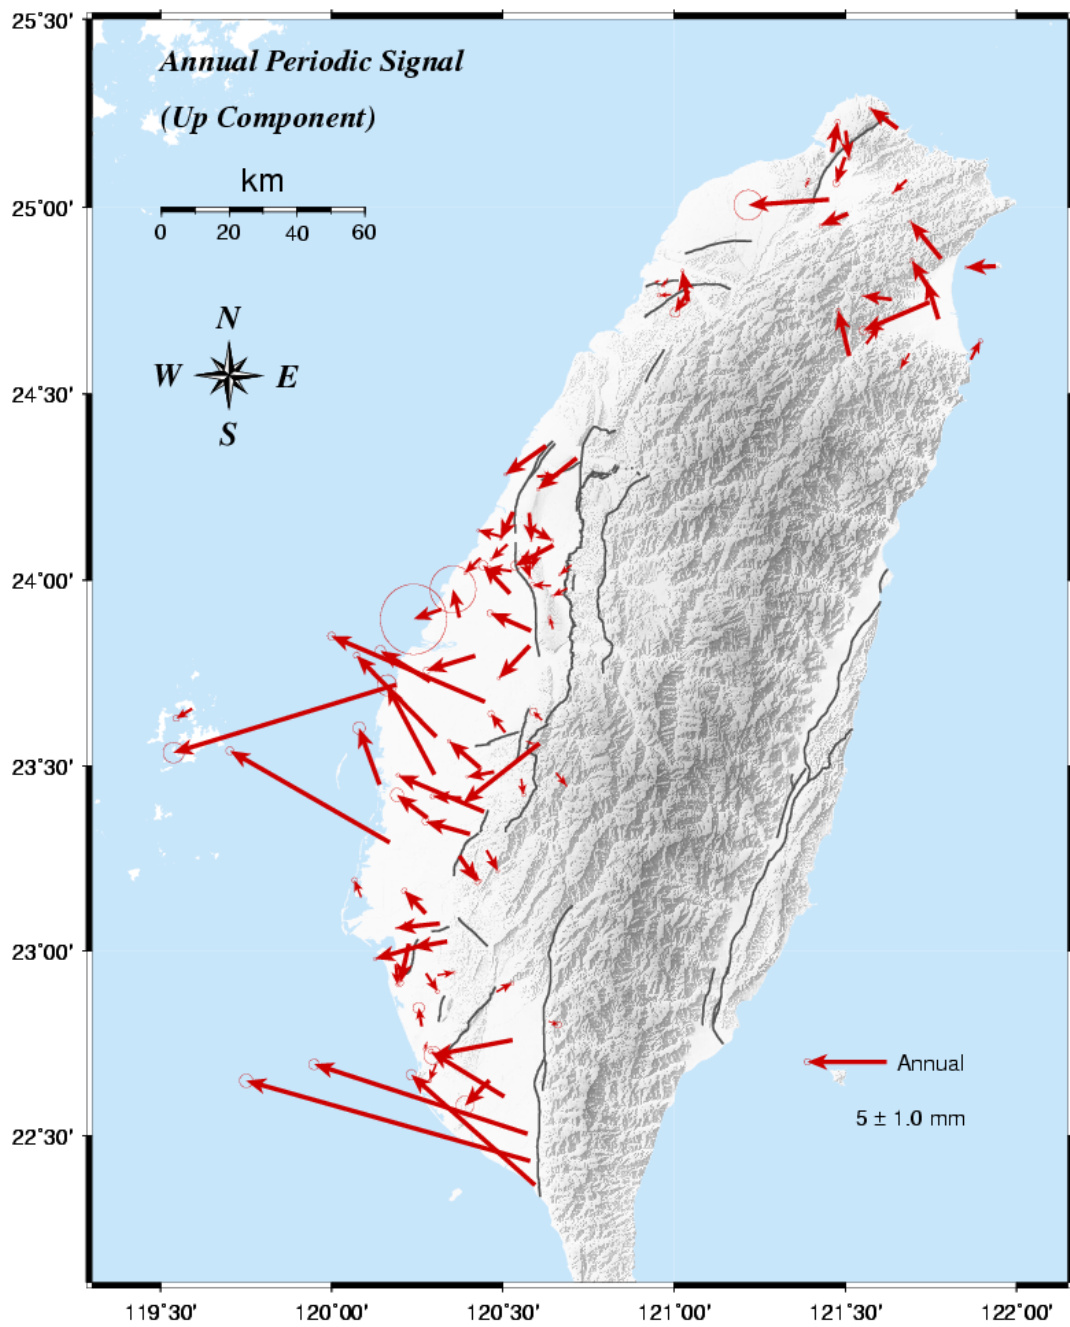 25°30'
Annual Periodic Signal
(Up Component)
km
0 20 40 60
25°00'
N
W E
S
24°30'
24°00'
23°30'
23°00'
Annual
5 ± 1.0 mm
22°30'
119°30' 120°00' 120°30' 121°00' 121°30' 122°00'